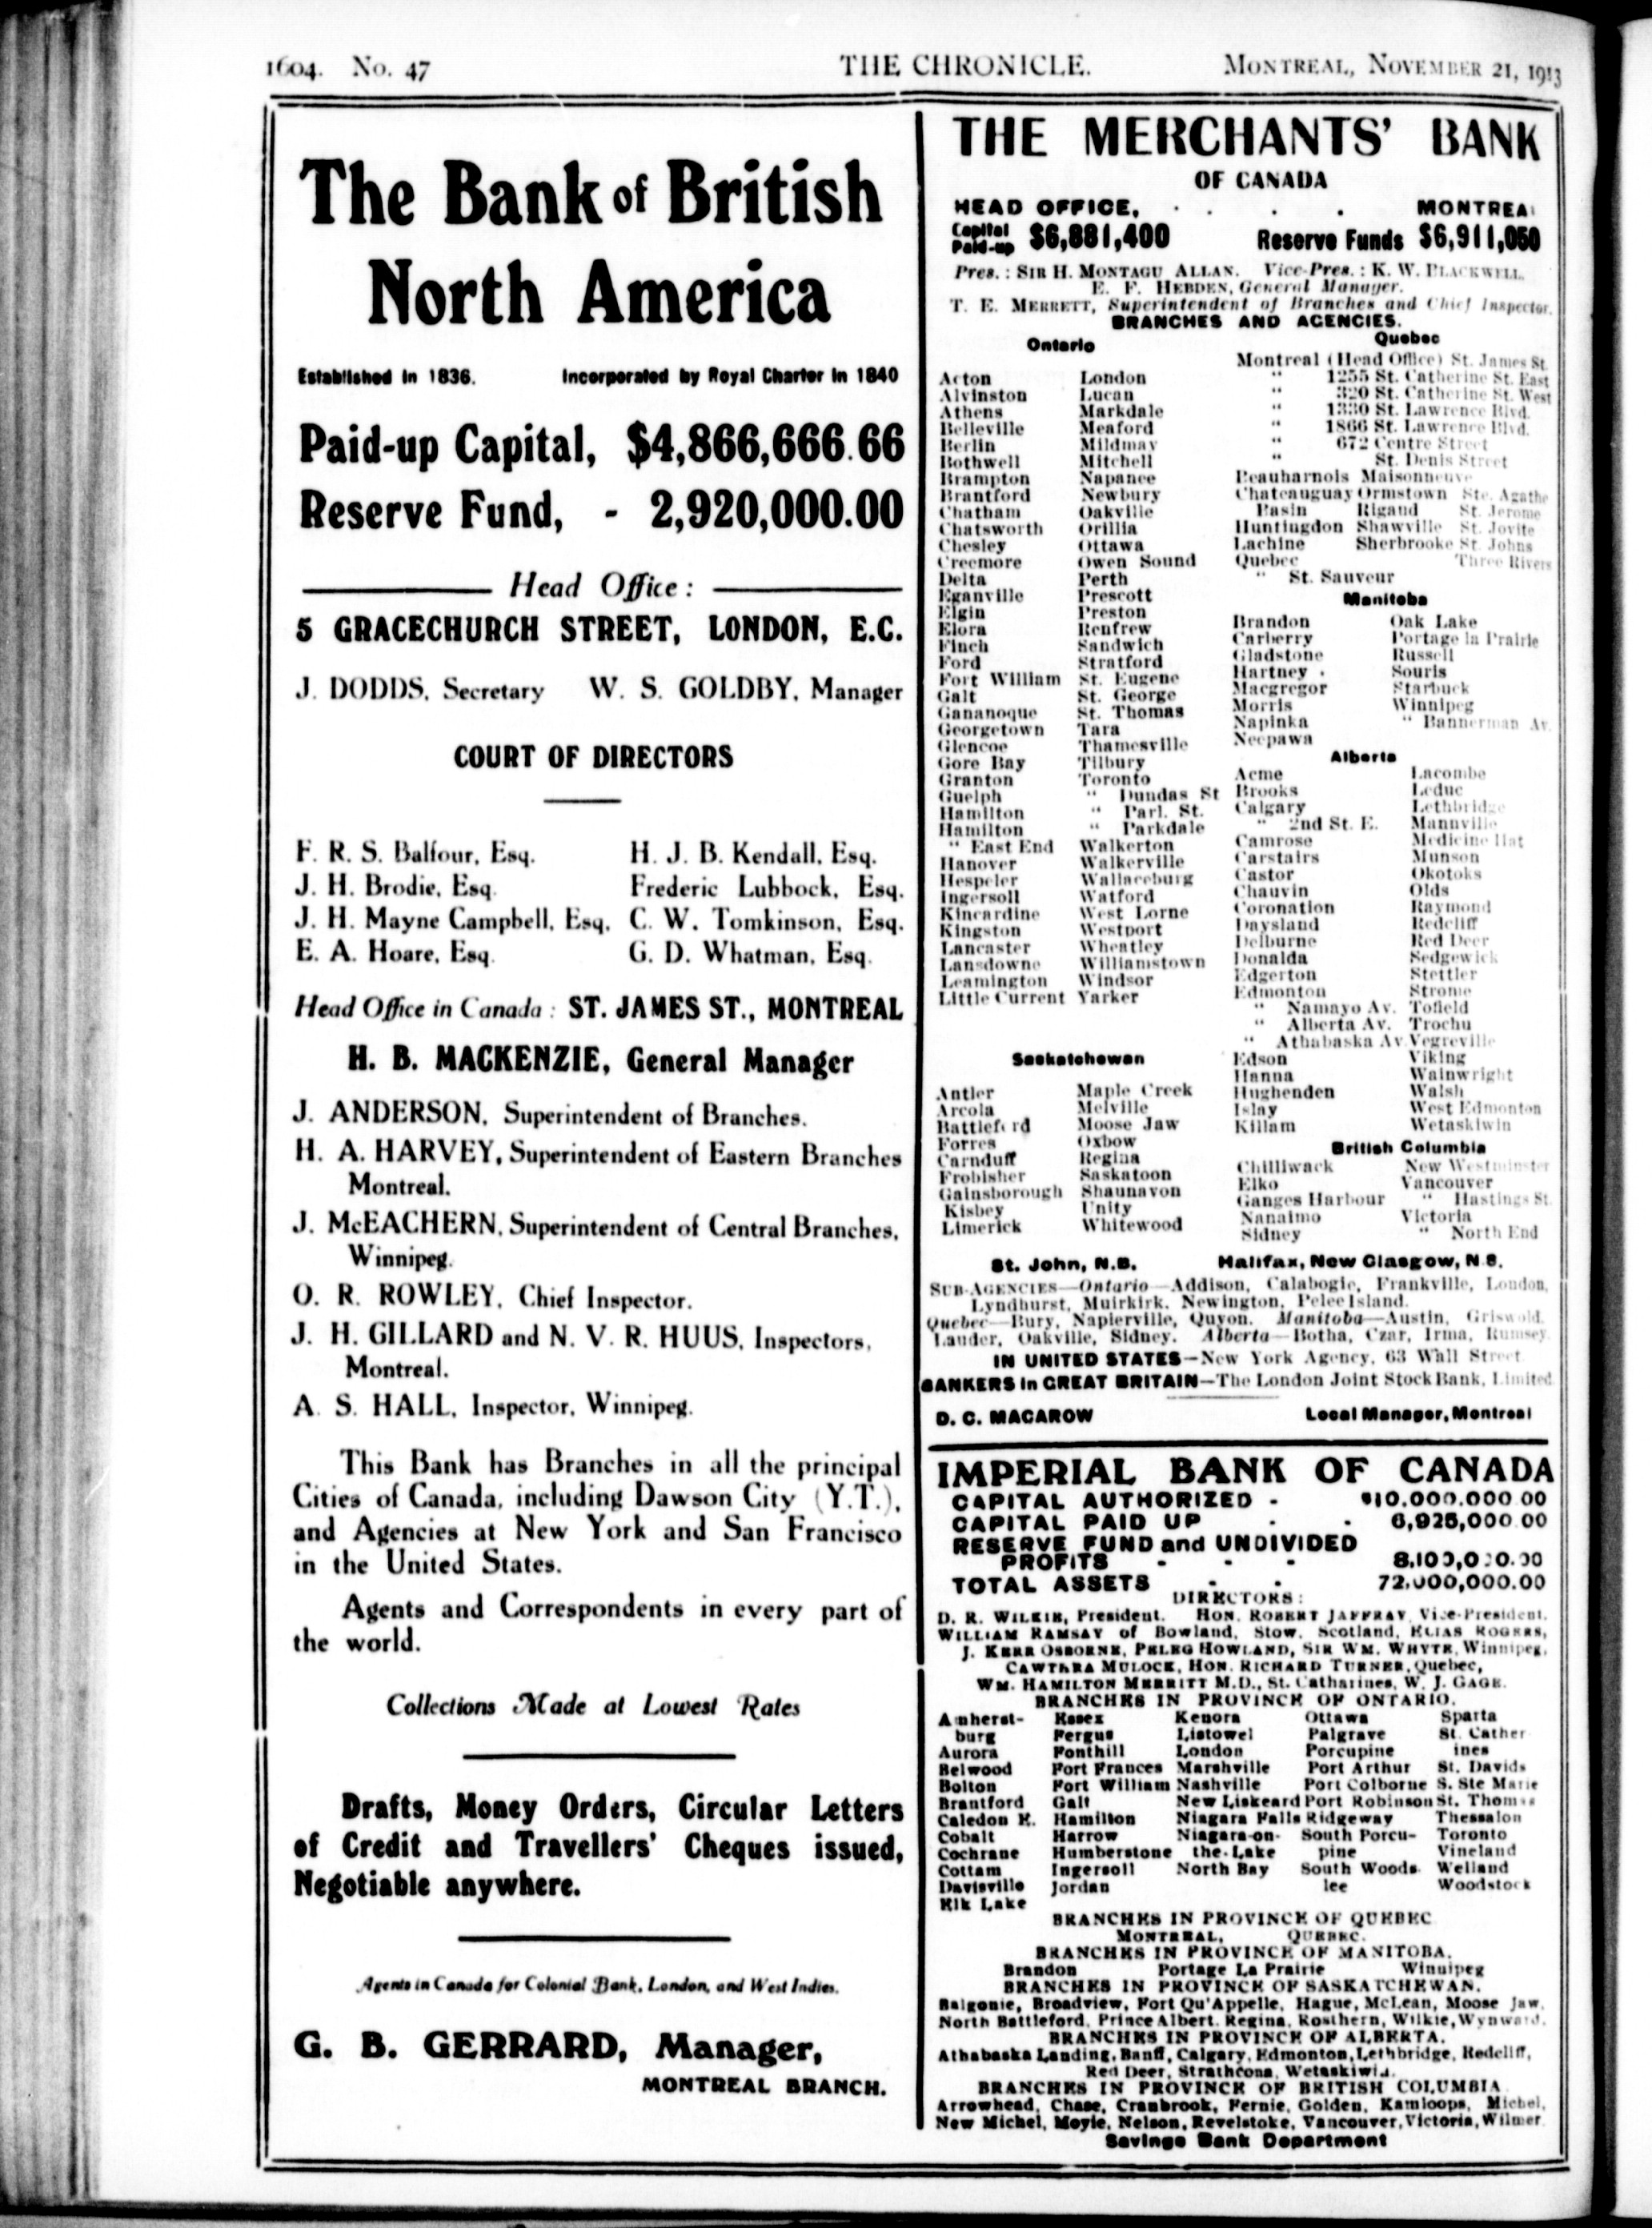 1604. No. 47 THE CHRONICLE. MONTREAL, NOVEMBER 21, 1913
The Bank of British
North America
Established in 1836. Incorporated by Royal Charter in 1840
Paid-up Capital, $4,866,666.66
Reserve Fund, - 2,920,000.00
Head Office:
5 GRACECHURCH STREET, LONDON, E.C.
J. DODDS, Secretary W. S. GOLDBY, Manager
COURT OF DIRECTORS
F. R. S. Balfour, Esq. H. J. B. Kendall, Esq.
J. H. Brodie, Esq. Frederic Lubbock, Esq.
J. H. Mayne Campbell, Esq. C. W. Tomkinson, Esq.
E. A. Hoare, Esq. G. D. Whatman, Esq.
Head Office in Canada: ST. JAMES ST., MONTREAL
H. B. MACKENZIE, General Manager
J. ANDERSON, Superintendent of Branches.
H. A. HARVEY, Superintendent of Eastern Branches
Montreal.
J. McEACHERN, Superintendent of Central Branches,
Winnipeg.
O. R. ROWLEY, Chief Inspector.
J. H. GILLARD and N. V. R. HUUS, Inspectors,
Montreal.
A. S. HALL, Inspector, Winnipeg.
This Bank has Branches in all the principal
Cities of Canada, including Dawson City (Y.T.),
and Agencies at New York and San Francisco
in the United States.
Agents and Correspondents in every part of
the world.
Collections Made at Lowest Rates
Drafts, Money Orders, Circular Letters
of Credit and Travellers' Cheques issued,
Negotiable anywhere.
Agents in Canada for Colonial Bank, London, and West Indies.
G. B. GERRARD, Manager,
MONTREAL BRANCH.
THE MERCHANTS' BANK
OF CANADA
HEAD OFFICE, . . . . MONTREAL
Capital Paid-up $6,881,400 Reserve Funds $6,911,050
Pres.: SIR H. MONTAGU ALLAN. Vice-Pres.: K. W. BLACKWELL.
E. F. HEBDEN, General Manager.
T. E. MERRETT, Superintendent of Branches and Chief Inspector.
BRANCHES AND AGENCIES.
Ontario
Acton London
Alvinston Lucan
Athens Markdale
Belleville Meaford
Berlin Mildmay
Bothwell Mitchell
Brampton Napanee
Brantford Newbury
Chatham Oakville
Chatsworth Orillia
Chesley Ottawa
Creemore Owen Sound
Delta Perth
Eganville Prescott
Elgin Preston
Elora Renfrew
Finch Sandwich
Ford Stratford
Fort William St. Eugene
Galt St. George
Gananoque St. Thomas
Georgetown Tara
Glencoe Thamesville
Gore Bay Tilbury
Granton Toronto
Guelph " Dundas St
Hamilton " Parl. St.
Hamilton " Parkdale
" East End Walkerton
Hanover Walkerville
Hespeler Wallaceburg
Ingersoll Watford
Kincardine West Lorne
Kingston Westport
Lancaster Wheatley
Lansdowne Williamstown
Leamington Windsor
Little Current Yarker
Saskatchewan
Antler Maple Creek
Arcola Melville
Battleford Moose Jaw
Forres Oxbow
Carnduff Regina
Frobisher Saskatoon
Gainsborough Shaunavon
Kisbey Unity
Limerick Whitewood
Quebec
Montreal (Head Office) St. James St.
" 1255 St. Catherine St. East
" 320 St. Catherine St. West
" 1330 St. Lawrence Blvd.
" 1866 St. Lawrence Blvd.
" 672 Centre Street
" St. Denis Street
Beauharnois Maisonneuve
Chateauguay Ormstown Ste. Agathe
Basin Rigaud St. Jerome
Huntingdon Shawville St. Jovite
Lachine Sherbrooke St. Johns
Quebec Three Rivers
" St. Sauveur
Manitoba
Brandon Oak Lake
Carberry Portage la Prairie
Gladstone Russell
Hartney Souris
Macgregor Starbuck
Morris Winnipeg
Napinka " Bannerman Av.
Neepawa
Alberta
Acme Lacombe
Brooks Leduc
Calgary Lethbridge
" 2nd St. E. Mannville
Camrose Medicine Hat
Carstairs Munson
Castor Okotoks
Chauvin Olds
Coronation Raymond
Daysland Redcliff
Delburne Red Deer
Donalda Sedgewick
Edgerton Stettler
Edmonton Strome
" Namayo Av. Tofield
" Alberta Av. Trochu
" Athabaska Av. Vegreville
Edson Viking
Hanna Wainwright
Hughenden Walsh
Islay West Edmonton
Killam Wetaskiwin
British Columbia
Chilliwack New Westminster
Elko Vancouver
Ganges Harbour " Hastings St.
Nanaimo Victoria
Sidney " North End
St. John, N.B. Halifax, New Glasgow, N.S.
SUB-AGENCIES—Ontario—Addison, Calabogie, Frankville, London,
Lyndhurst, Muirkirk, Newington, Pelee Island.
Quebec—Bury, Napierville, Quyon. Manitoba—Austin, Griswold,
Lauder, Oakville, Sidney. Alberta—Botha, Czar, Irma, Rumsey.
IN UNITED STATES—New York Agency, 63 Wall Street
BANKERS in GREAT BRITAIN—The London Joint Stock Bank, Limited
D. C. MACAROW Local Manager, Montreal
IMPERIAL BANK OF CANADA
CAPITAL AUTHORIZED - $10,000,000.00
CAPITAL PAID UP - - 6,925,000.00
RESERVE FUND and UNDIVIDED
PROFITS - - - 8,100,000.00
TOTAL ASSETS - - 72,000,000.00
DIRECTORS:
D. R. WILKIE, President. HON. ROBERT JAFFRAY, Vice-President.
WILLIAM RAMSAY of Bowland, Stow, Scotland, ELIAS ROGERS,
J. KERR OSBORNE, PELEG HOWLAND, SIR WM. WHYTE, Winnipeg,
CAWTHRA MULOCK, HON. RICHARD TURNER, Quebec,
WM. HAMILTON MERRITT M.D., St. Catharines, W. J. GAGE.
BRANCHES IN PROVINCE OF ONTARIO.
Amherst- Essex Kenora Ottawa Sparta
burg Fergus Listowel Palgrave St. Cather
Aurora Fonthill London Porcupine ines
Belwood Fort Frances Marshville Port Arthur St. Davids
Bolton Fort William Nashville Port Colborne S. Ste Marie
Brantford Galt New Liskeard Port Robinson St. Thomas
Caledon E. Hamilton Niagara Falls Ridgeway Thessalon
Cobalt Harrow Niagara-on- South Porcu- Toronto
Cochrane Humberstone the-Lake pine Vineland
Cottam Ingersoll North Bay South Woods- Welland
Davisville Jordan lee Woodstock
Elk Lake
BRANCHES IN PROVINCE OF QUEBEC
MONTREAL, QUEBEC.
BRANCHES IN PROVINCE OF MANITOBA.
Brandon Portage La Prairie Winnipeg
BRANCHES IN PROVINCE OF SASKATCHEWAN.
Balgonie, Broadview, Fort Qu'Appelle, Hague, McLean, Moose Jaw,
North Battleford, Prince Albert, Regina, Rosthern, Wilkie, Wynward.
BRANCHES IN PROVINCE OF ALBERTA.
Athabaska Landing, Banff, Calgary, Edmonton, Lethbridge, Redcliff,
Red Deer, Strathcona, Wetaskiwin.
BRANCHES IN PROVINCE OF BRITISH COLUMBIA
Arrowhead, Chase, Cranbrook, Fernie, Golden, Kamloops, Michel,
New Michel, Moyie, Nelson, Revelstoke, Vancouver, Victoria, Wilmer.
Savings Bank Department